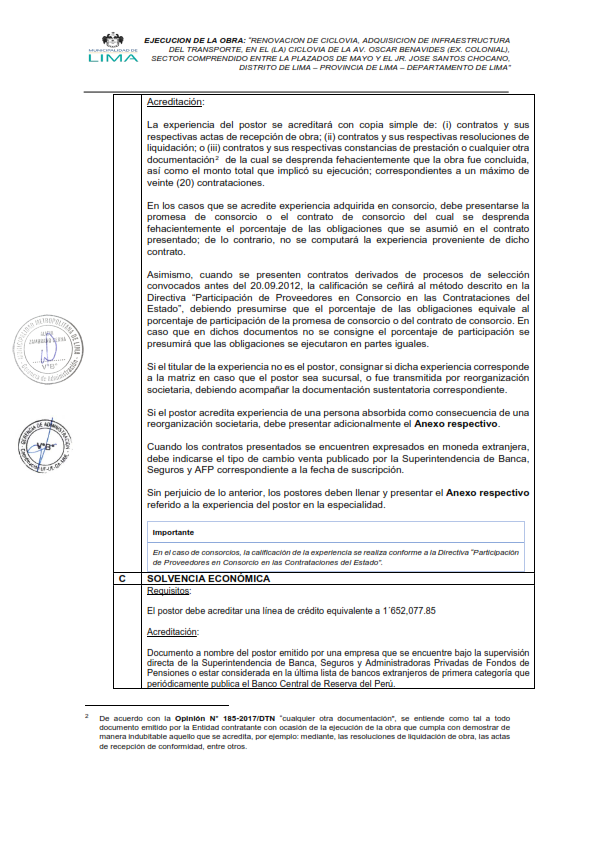 MUNICIPALIDAD DE
LIMA
EJECUCION DE LA OBRA: "RENOVACION DE CICLOVIA, ADQUISICION DE INFRAESTRUCTURA
DEL TRANSPORTE, EN EL (LA) CICLOVIA DE LA AV. OSCAR BENAVIDES (EX. COLONIAL),
SECTOR COMPRENDIDO ENTRE LA PLAZADOS DE MAYO Y EL JR. JOSE SANTOS CHOCANO,
DISTRITO DE LIMA – PROVINCIA DE LIMA – DEPARTAMENTO DE LIMA"
Acreditación:
La experiencia del postor se acreditará con copia simple de: (i) contratos y sus
respectivas actas de recepción de obra; (ii) contratos y sus respectivas resoluciones de
liquidación; o (iii) contratos y sus respectivas constancias de prestación o cualquier otra
documentación² de la cual se desprenda fehacientemente que la obra fue concluida,
así como el monto total que implicó su ejecución; correspondientes a un máximo de
veinte (20) contrataciones.
En los casos que se acredite experiencia adquirida en consorcio, debe presentarse la
promesa de consorcio o el contrato de consorcio del cual se desprenda
fehacientemente el porcentaje de las obligaciones que se asumió en el contrato
presentado; de lo contrario, no se computará la experiencia proveniente de dicho
contrato.
Asimismo, cuando se presenten contratos derivados de procesos de selección
convocados antes del 20.09.2012, la calificación se ceñirá al método descrito en la
Directiva "Participación de Proveedores en Consorcio en las Contrataciones del
Estado", debiendo presumirse que el porcentaje de las obligaciones equivale al
porcentaje de participación de la promesa de consorcio o del contrato de consorcio. En
caso que en dichos documentos no se consigne el porcentaje de participación se
presumirá que las obligaciones se ejecutaron en partes iguales.
Si el titular de la experiencia no es el postor, consignar si dicha experiencia corresponde
a la matriz en caso que el postor sea sucursal, o fue transmitida por reorganización
societaria, debiendo acompañar la documentación sustentatoria correspondiente.
Si el postor acredita experiencia de una persona absorbida como consecuencia de una
reorganización societaria, debe presentar adicionalmente el Anexo respectivo.
Cuando los contratos presentados se encuentren expresados en moneda extranjera,
debe indicarse el tipo de cambio venta publicado por la Superintendencia de Banca,
Seguros y AFP correspondiente a la fecha de suscripción.
Sin perjuicio de lo anterior, los postores deben llenar y presentar el Anexo respectivo
referido a la experiencia del postor en la especialidad.
Importante
En el caso de consorcios, la calificación de la experiencia se realiza conforme a la Directiva "Participación
de Proveedores en Consorcio en las Contrataciones del Estado".
C SOLVENCIA ECONÓMICA
Requisitos:
El postor debe acreditar una línea de crédito equivalente a 1´652,077.85
Acreditación:
Documento a nombre del postor emitido por una empresa que se encuentre bajo la supervisión
directa de la Superintendencia de Banca, Seguros y Administradoras Privadas de Fondos de
Pensiones o estar considerada en la última lista de bancos extranjeros de primera categoría que
periódicamente publica el Banco Central de Reserva del Perú.
² De acuerdo con la Opinión N° 185-2017/DTN "cualquier otra documentación", se entiende como tal a todo
documento emitido por la Entidad contratante con ocasión de la ejecución de la obra que cumpla con demostrar de
manera indubitable aquello que se acredita, por ejemplo: mediante, las resoluciones de liquidación de obra, las actas
de recepción de conformidad, entre otros.
GERENCIA DE ADMINISTRACIÓN
V°B°